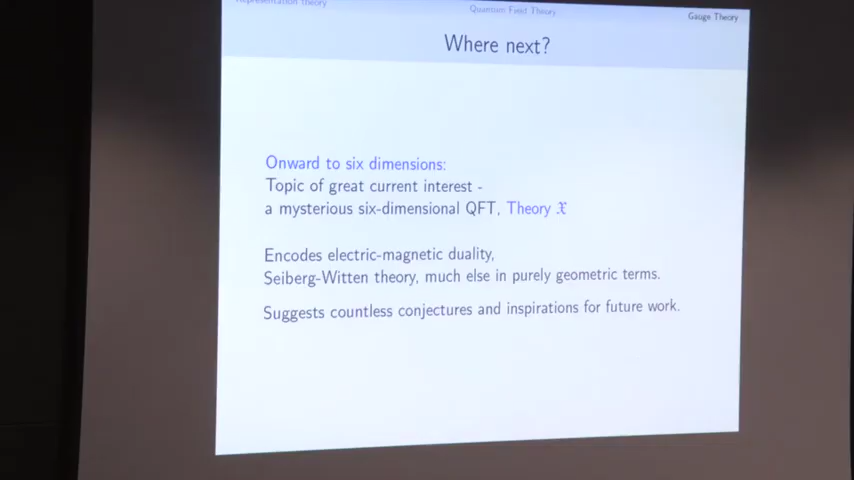 Representation theory
Quantum Field Theory
Gauge Theory
Where next?
Onward to six dimensions:
Topic of great current interest -
a mysterious six-dimensional QFT, Theory 𝔛
Encodes electric-magnetic duality,
Seiberg-Witten theory, much else in purely geometric terms.
Suggests countless conjectures and inspirations for future work.